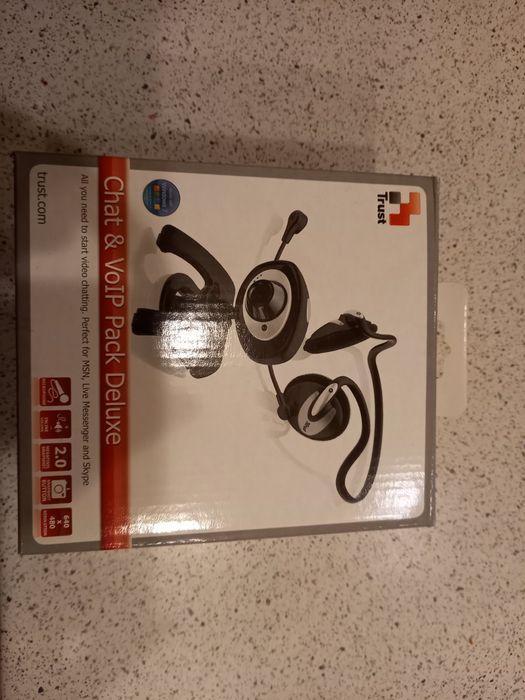 Trust
Chat & VoIP Pack Deluxe
All you need to start video chatting. Perfect for MSN, Live Messenger and Skype
trust.com
2.0
BUTTON
640
x
480